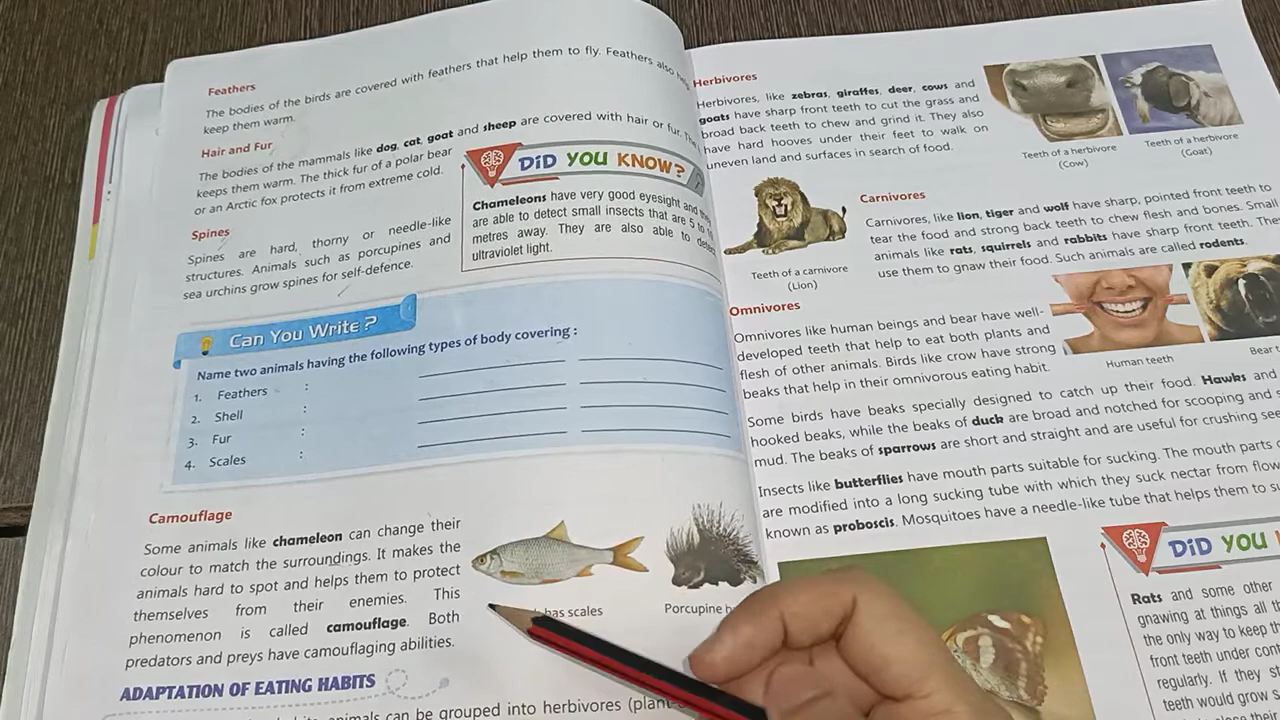 Feathers
The bodies of the birds are covered with feathers that help them to fly. Feathers also
keep them warm.
Hair and Fur
The bodies of the mammals like dog, cat, goat and sheep are covered with hair or fur. The
keeps them warm. The thick fur of a polar bear
or an Arctic fox protects it from extreme cold.
Spines
Spines are hard, thorny or needle-like
structures. Animals such as porcupines and
sea urchins grow spines for self-defence.
DiD YOU KNOW?
Chameleons have very good eyesight and
are able to detect small insects that are 5 to
metres away. They are also able to
ultraviolet light.
Can You Write?
Name two animals having the following types of body covering :
1. Feathers :
2. Shell :
3. Fur :
4. Scales :
Camouflage
Some animals like chameleon can change their
colour to match the surroundings. It makes the
animals hard to spot and helps them to protect
themselves from their enemies. This
phenomenon is called camouflage. Both
predators and preys have camouflaging abilities.
has scales
Porcupine
ADAPTATION OF EATING HABITS
animals can be grouped into herbivores
Herbivores
Herbivores, like zebras, giraffes, deer, cows and
goats have sharp front teeth to cut the grass and
broad back teeth to chew and grind it. They also
have hard hooves under their feet to walk on
uneven land and surfaces in search of food.
Teeth of a herbivore
(Cow)
Teeth of a herbivore
(Goat)
Teeth of a carnivore
(Lion)
Carnivores
Carnivores, like lion, tiger and wolf have sharp, pointed front teeth to
tear the food and strong back teeth to chew flesh and bones. Small
animals like rats, squirrels and rabbits have sharp front teeth. The
use them to gnaw their food. Such animals are called rodents.
Omnivores
Omnivores like human beings and bear have well-
developed teeth that help to eat both plants and
flesh of other animals. Birds like crow have strong
beaks that help in their omnivorous eating habit.
Human teeth
Bear
Some birds have beaks specially designed to catch up their food. Hawks and
hooked beaks, while the beaks of duck are broad and notched for scooping and
mud. The beaks of sparrows are short and straight and are useful for crushing
Insects like butterflies have mouth parts suitable for sucking. The mouth parts
are modified into a long sucking tube with which they suck nectar from
known as proboscis. Mosquitoes have a needle-like tube that helps them to
DiD YOU
Rats and some other
gnawing at things all
the only way to keep
front teeth under
regularly. If they
teeth would grow